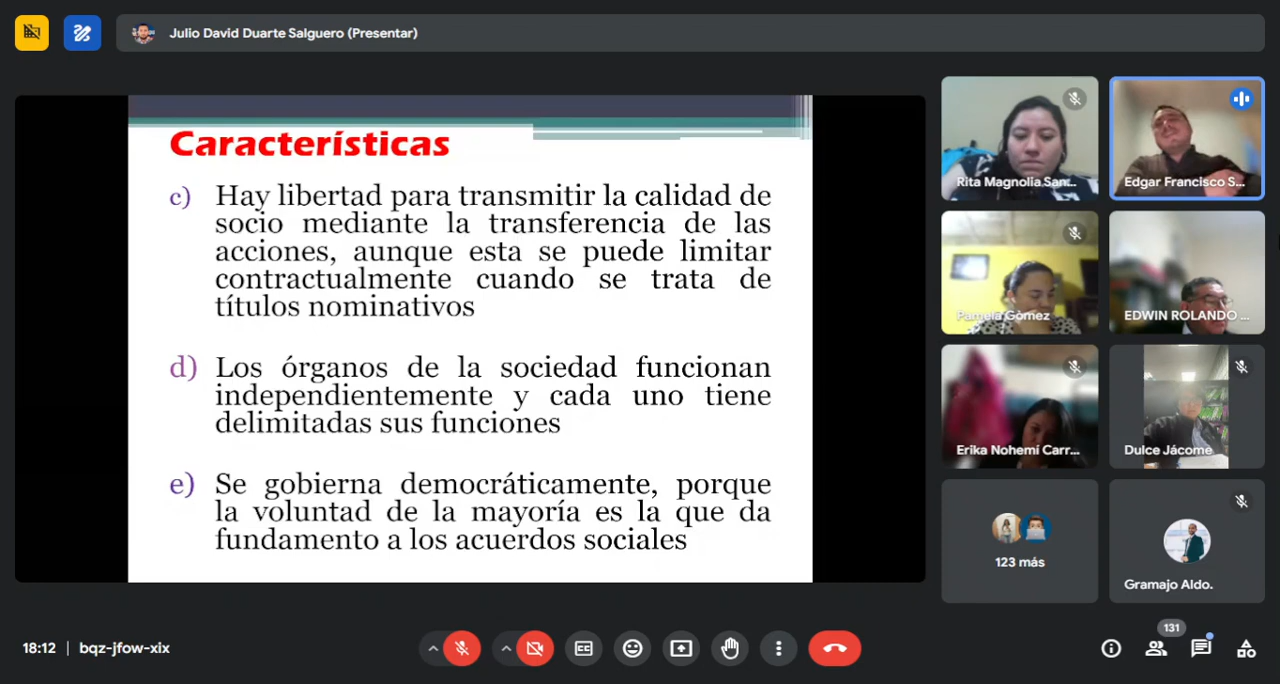 Julio David Duarte Salguero (Presentar)
Características
c) Hay libertad para transmitir la calidad de
socio mediante la transferencia de las
acciones, aunque esta se puede limitar
contractualmente cuando se trata de
títulos nominativos
d) Los órganos de la sociedad funcionan
independientemente y cada uno tiene
delimitadas sus funciones
e) Se gobierna democráticamente, porque
la voluntad de la mayoría es la que da
fundamento a los acuerdos sociales
Rita Magnolia San...
Edgar Francisco S...
Pamela Gómez
EDWIN ROLANDO ...
Erika Nohemí Carr...
Dulce Jácome
123 más
Gramajo Aldo.
18:12 | bqz-jfow-xix
131